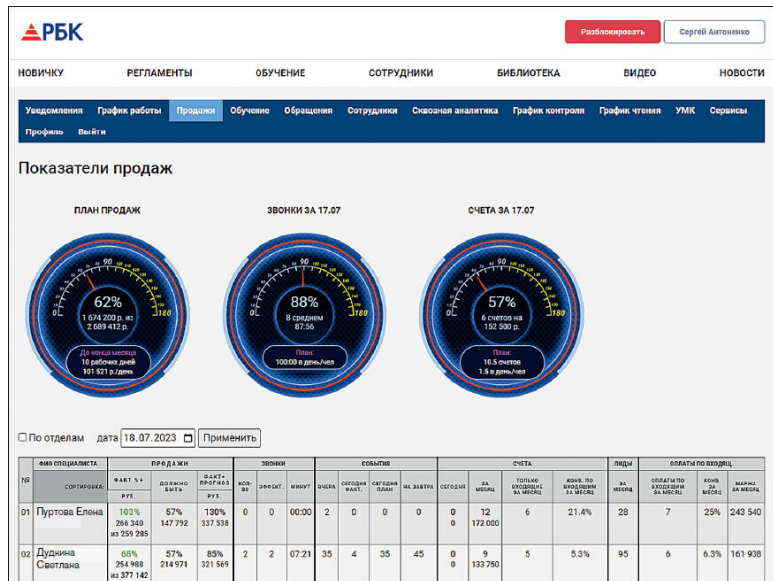 РБК
Разблокировать Сергей Антоненко
НОВИЧКУ РЕГЛАМЕНТЫ ОБУЧЕНИЕ СОТРУДНИКИ БИБЛИОТЕКА ВИДЕО НОВОСТИ
Уведомления График работы Продажи Обучение Обращения Сотрудники Сквозная аналитика График контроля График чтения УМК Сервисы
Профиль Выйти
Показатели продаж
ПЛАН ПРОДАЖ ЗВОНКИ ЗА 17.07 СЧЕТА ЗА 17.07
90 90 90
180 180 180
62% 88% 57%
1 674 200 р. из В среднем 6 счетов на
2 689 412 р. 87:56 152 500 р.
До конца месяца План: План:
10 рабочих дней 100:00 в день/чел 10.5 счетов
101 521 р./день 1.5 в день/чел
По отделам дата 18.07.2023 Применить
ФИО СПЕЦИАЛИСТА ПРОДАЖИ ЗВОНКИ СОБЫТИЯ СЧЕТА ЛИДЫ ОПЛАТЫ ПО ВХОДЯЩ.
№ СОРТИРОВКА: ФАКТ % ↓ ДОЛЖНО БЫТЬ ФАКТ+ ПРОГНОЗ КОЛ-ВО ЭФФЕКТ. МИНУТ ВЧЕРА СЕГОДНЯ ФАКТ. СЕГОДНЯ ПЛАН НА ЗАВТРА СЕГОДНЯ ЗА МЕСЯЦ ТОЛЬКО ВХОДЯЩИЕ ЗА МЕСЯЦ КОНВ. ПО ВХОДЯЩИМ ЗА МЕСЯЦ ЗА МЕСЯЦ ОПЛАТЫ ПО ВХОДЯЩИМ ЗА МЕСЯЦ КОНВ. ЗА МЕСЯЦ МАРЖА ЗА МЕСЯЦ
РУБ. РУБ.
01 Пуртова Елена 103% 57% 130% 0 0 00:00 2 0 0 0 0 12 6 21.4% 28 7 25% 243 540
266 340 147 792 337 538 0 172 000
из 259 285
02 Дудкина 68% 57% 85% 2 2 07:21 35 4 35 45 0 9 5 5.3% 95 6 6.3% 161 938
Светлана 254 988 214 971 321 569 0 133 750
из 377 142